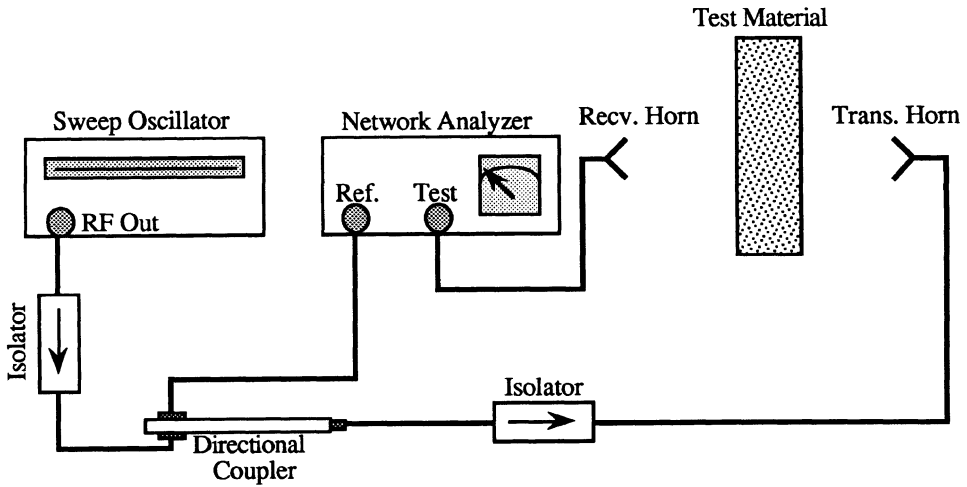 Test Material
Sweep Oscillator
Network Analyzer
Recv. Horn
Trans. Horn
Ref.
Test
RF Out
Isolator
Isolator
Directional
Coupler